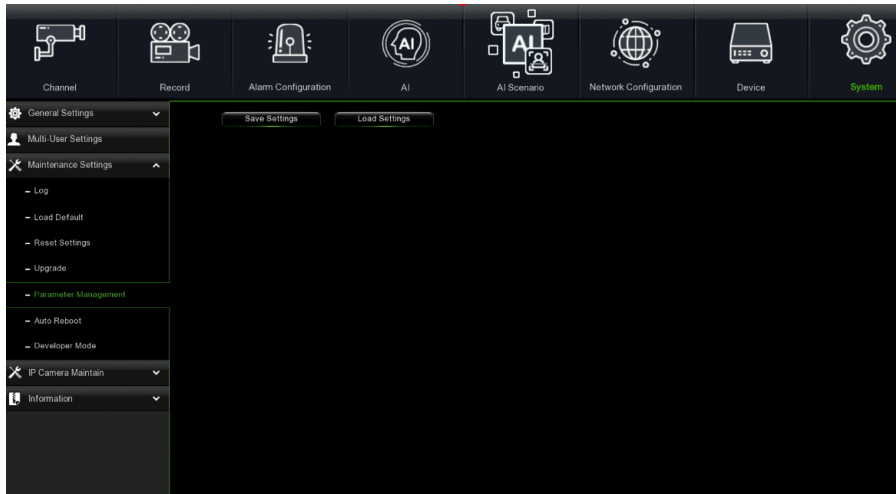 Channel
Record
Alarm Configuration
AI
AI
AI Scenario
AI
Network Configuration
Device
System
General Settings
Multi-User Settings
Maintenance Settings
Log
Load Default
Reset Settings
Upgrade
Parameter Management
Auto Reboot
Developer Mode
IP Camera Maintain
Information
Save Settings
Load Settings